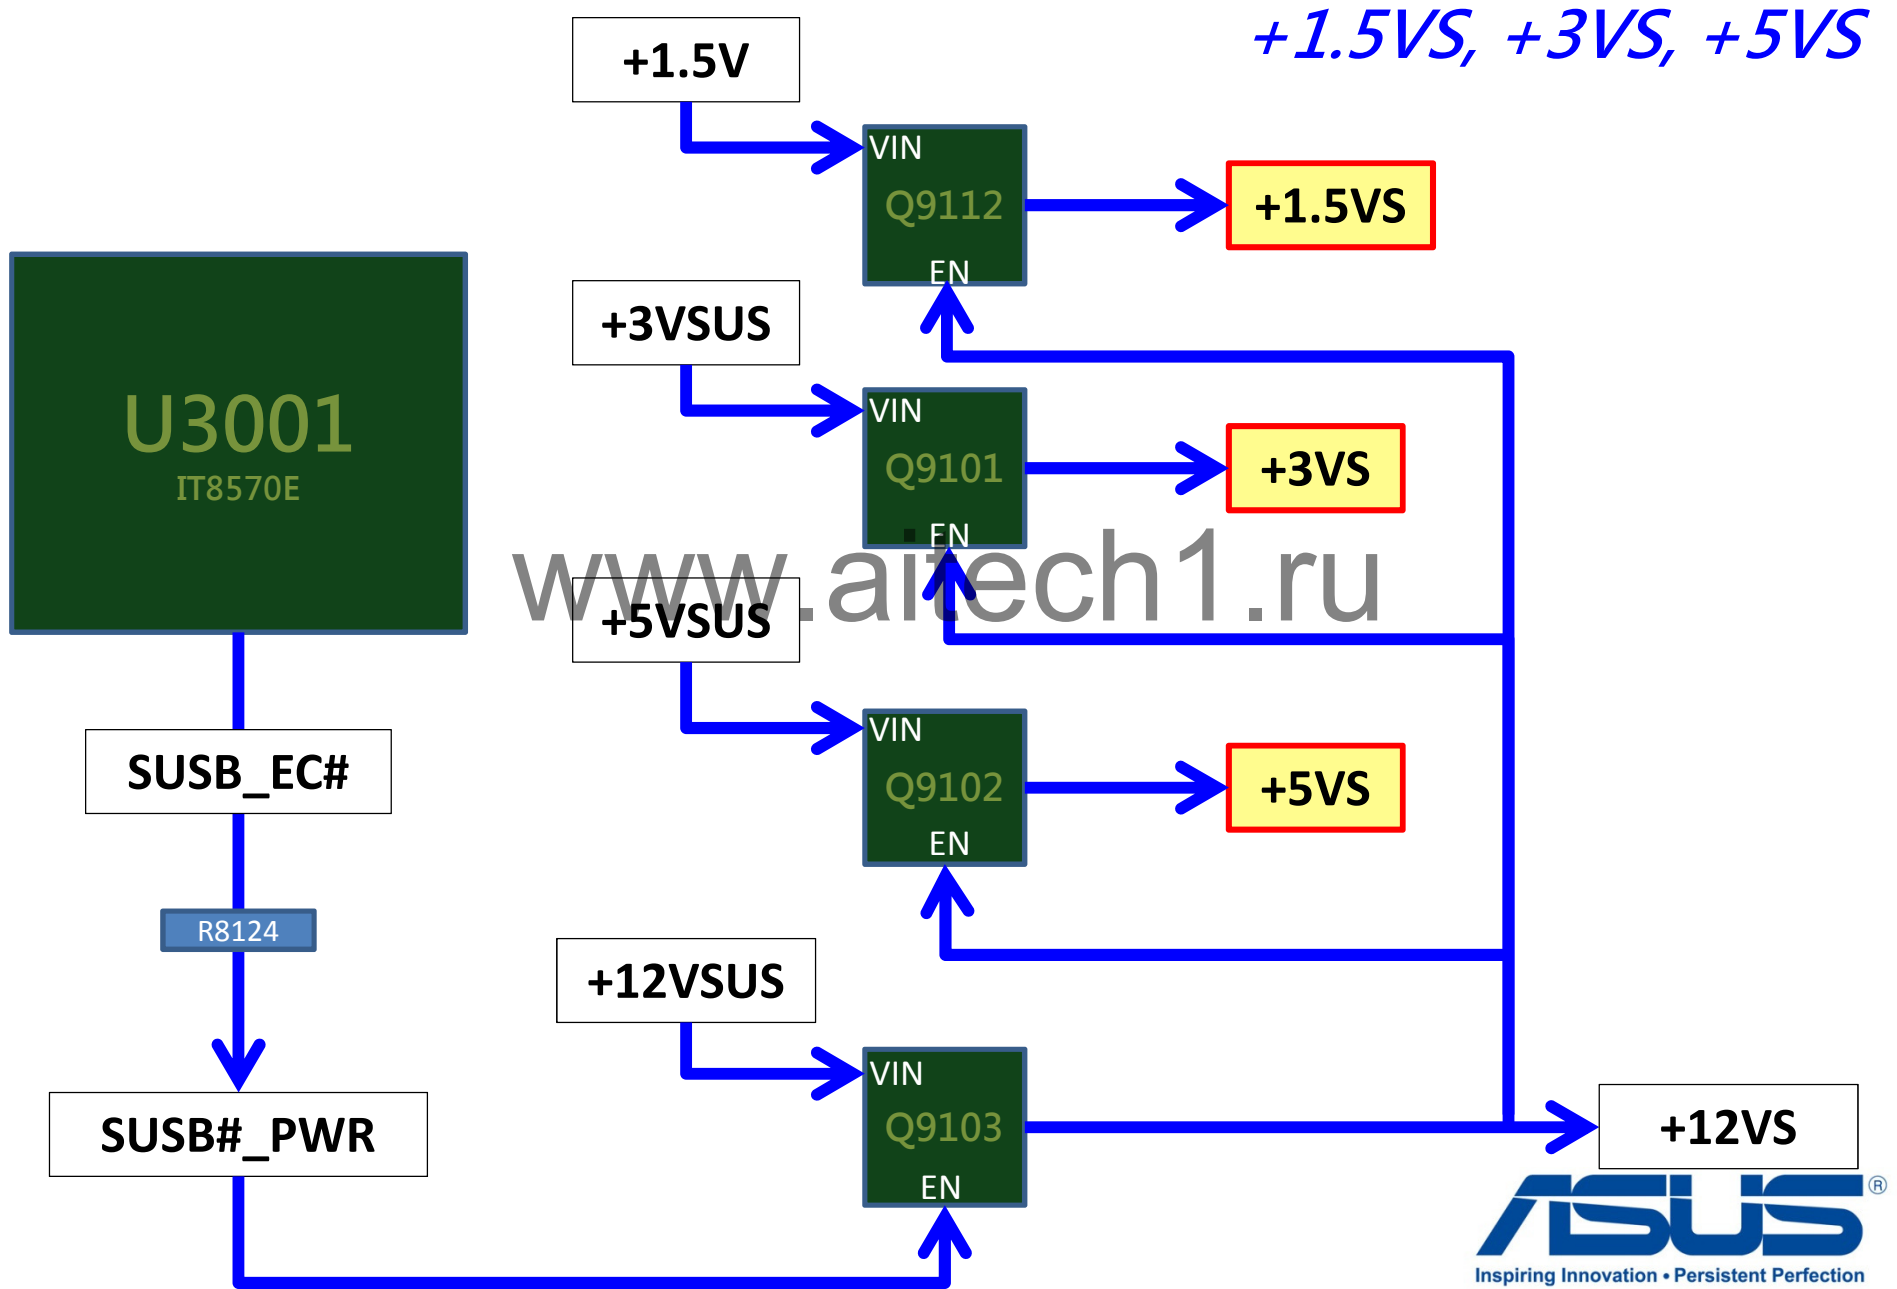 +1.5VS, +3VS, +5VS
+1.5V
VIN
Q9112
EN
+1.5VS
+3VSUS
VIN
Q9101
EN
+3VS
U3001
IT8570E
www.aitech1.ru
+5VSUS
VIN
Q9102
EN
+5VS
SUSB_EC#
R8124
+12VSUS
VIN
Q9103
EN
+12VS
SUSB#_PWR
ASUS®
Inspiring Innovation • Persistent Perfection